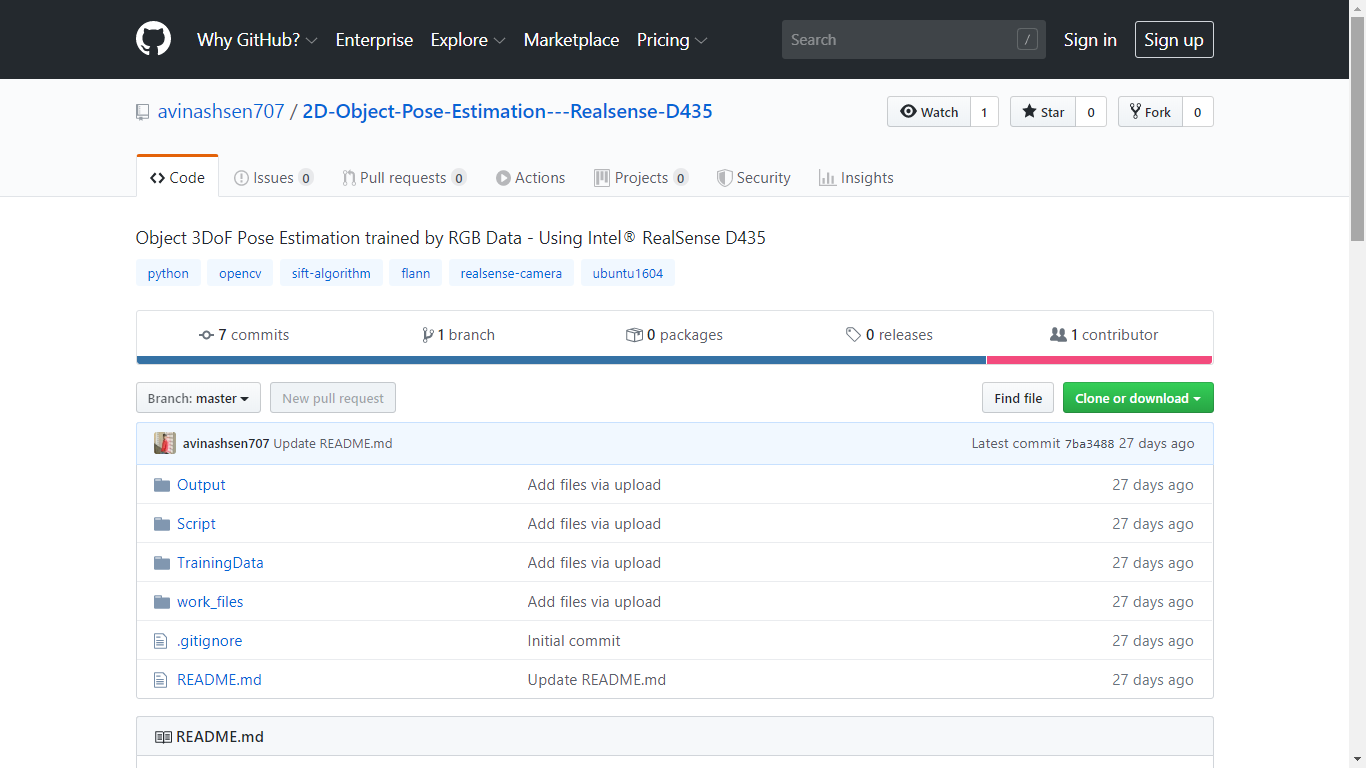 Why GitHub? Enterprise Explore Marketplace Pricing Search / Sign in Sign up
avinashsen707 / 2D-Object-Pose-Estimation---Realsense-D435 Watch 1 Star 0 Fork 0
Code Issues 0 Pull requests 0 Actions Projects 0 Security Insights
Object 3DoF Pose Estimation trained by RGB Data - Using Intel® RealSense D435
python opencv sift-algorithm flann realsense-camera ubuntu1604
7 commits 1 branch 0 packages 0 releases 1 contributor
Branch: master New pull request Find file Clone or download
avinashsen707 Update README.md Latest commit 7ba3488 27 days ago
Output Add files via upload 27 days ago
Script Add files via upload 27 days ago
TrainingData Add files via upload 27 days ago
work_files Add files via upload 27 days ago
.gitignore Initial commit 27 days ago
README.md Update README.md 27 days ago
README.md